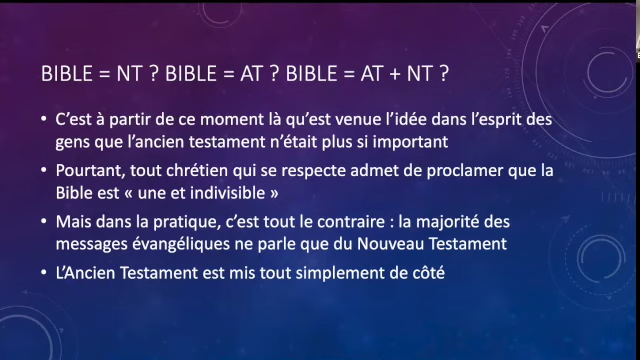 BIBLE = NT ? BIBLE = AT ? BIBLE = AT + NT ?
• C'est à partir de ce moment là qu'est venue l'idée dans l'esprit des
gens que l'ancien testament n'était plus si important
• Pourtant, tout chrétien qui se respecte admet de proclamer que la
Bible est « une et indivisible »
• Mais dans la pratique, c'est tout le contraire : la majorité des
messages évangéliques ne parle que du Nouveau Testament
• L'Ancien Testament est mis tout simplement de côté